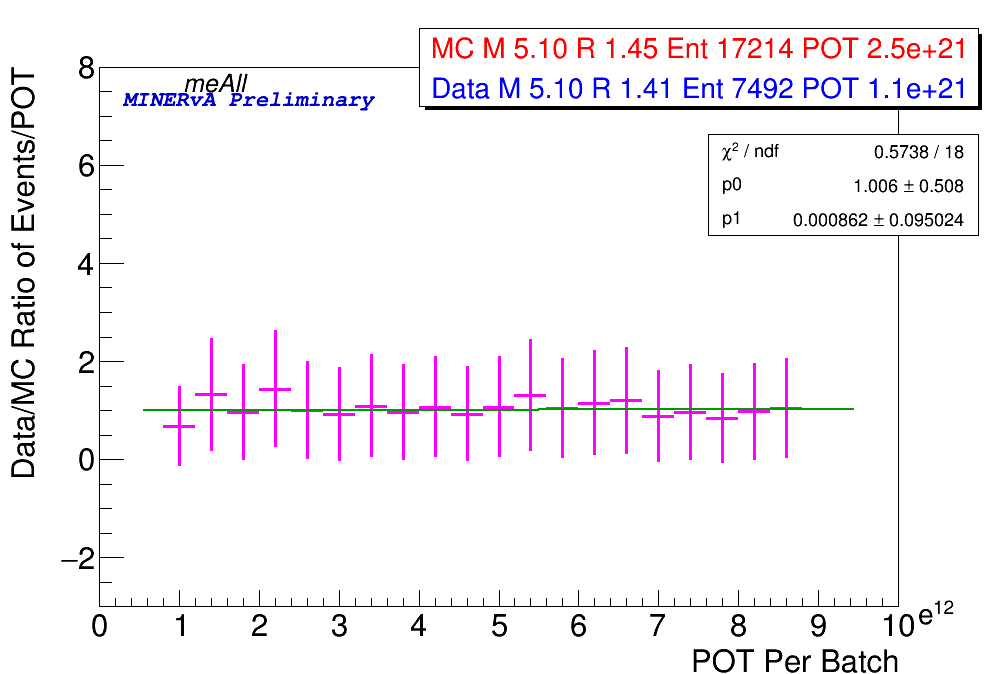 MC M 5.10 R 1.45 Ent 17214 POT 2.5e+21
Data M 5.10 R 1.41 Ent 7492 POT 1.1e+21
meAll
MINERvA Preliminary
χ² / ndf 0.5738 / 18
p0 1.006 ± 0.508
p1 0.000862 ± 0.095024
Data/MC Ratio of Events/POT
8
6
4
2
0
−2
0 1 2 3 4 5 6 7 8 9 10 e12
POT Per Batch